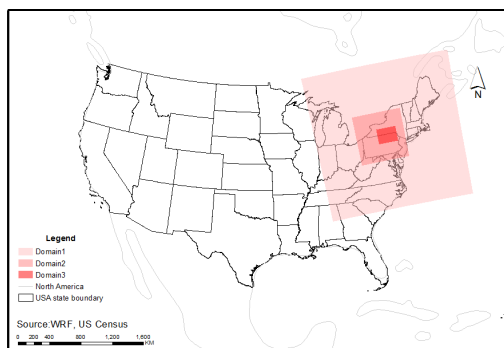 N
Legend
Domain1
Domain2
Domain3
North America
USA state boundary
Source:WRF, US Census
0 200 400 800 1,200 1,600
KM